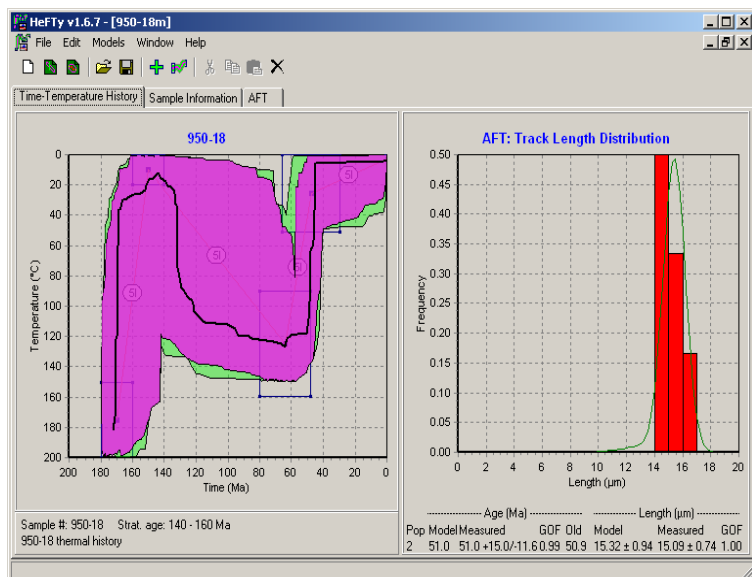 HeFTy v1.6.7 - [950-18m]
File Edit Models Window Help
Time-Temperature History Sample Information AFT
950-18
0
20
40
60
80
100
120
140
160
180
200
Temperature (°C)
5I
5I
5I
5I
200 180 160 140 120 100 80 60 40 20 0
Time (Ma)
Sample #: 950-18 Strat. age: 140 - 160 Ma
950-18 thermal history
AFT: Track Length Distribution
0.50
0.45
0.40
0.35
0.30
0.25
0.20
0.15
0.10
0.05
0.00
Frequency
0 2 4 6 8 10 12 14 16 18 20
Length (µm)
Age (Ma) Length (µm)
Pop Model Measured GOF Old Model Measured GOF
2 51.0 51.0 +15.0/-11.6 0.99 50.9 15.32 ± 0.94 15.09 ± 0.74 1.00